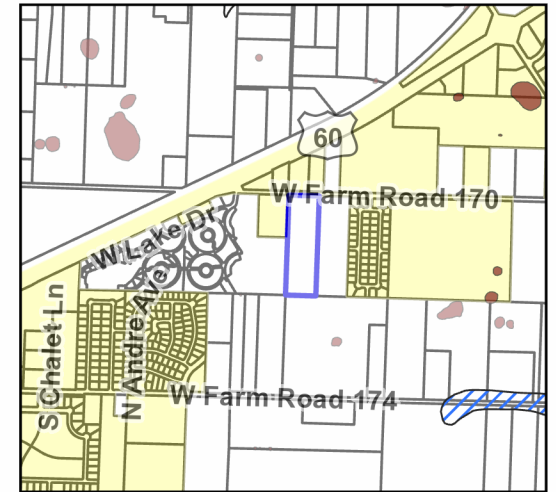 60
W Farm Road 170
W Lake Dr
S Chalet Ln
N Andre Ave
W Farm Road 174